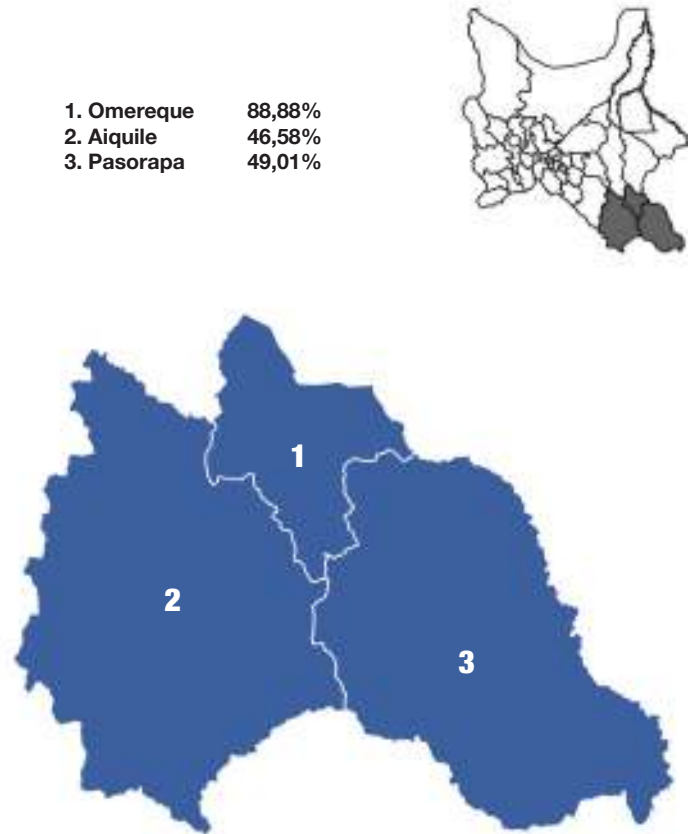 1. Omereque 88,88%
2. Aiquile 46,58%
3. Pasorapa 49,01%
1
2
3